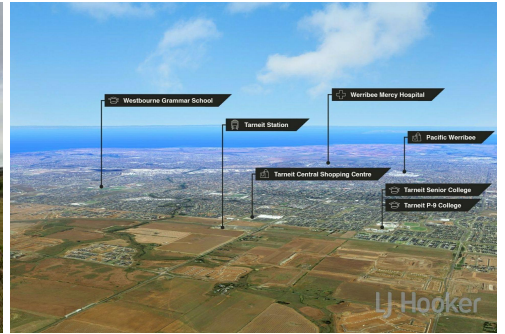 Westbourne Grammar School
Werribee Mercy Hospital
Tarneit Station
Pacific Werribee
Tarneit Central Shopping Centre
Tarneit Senior College
Tarneit P-9 College
LJ Hooker